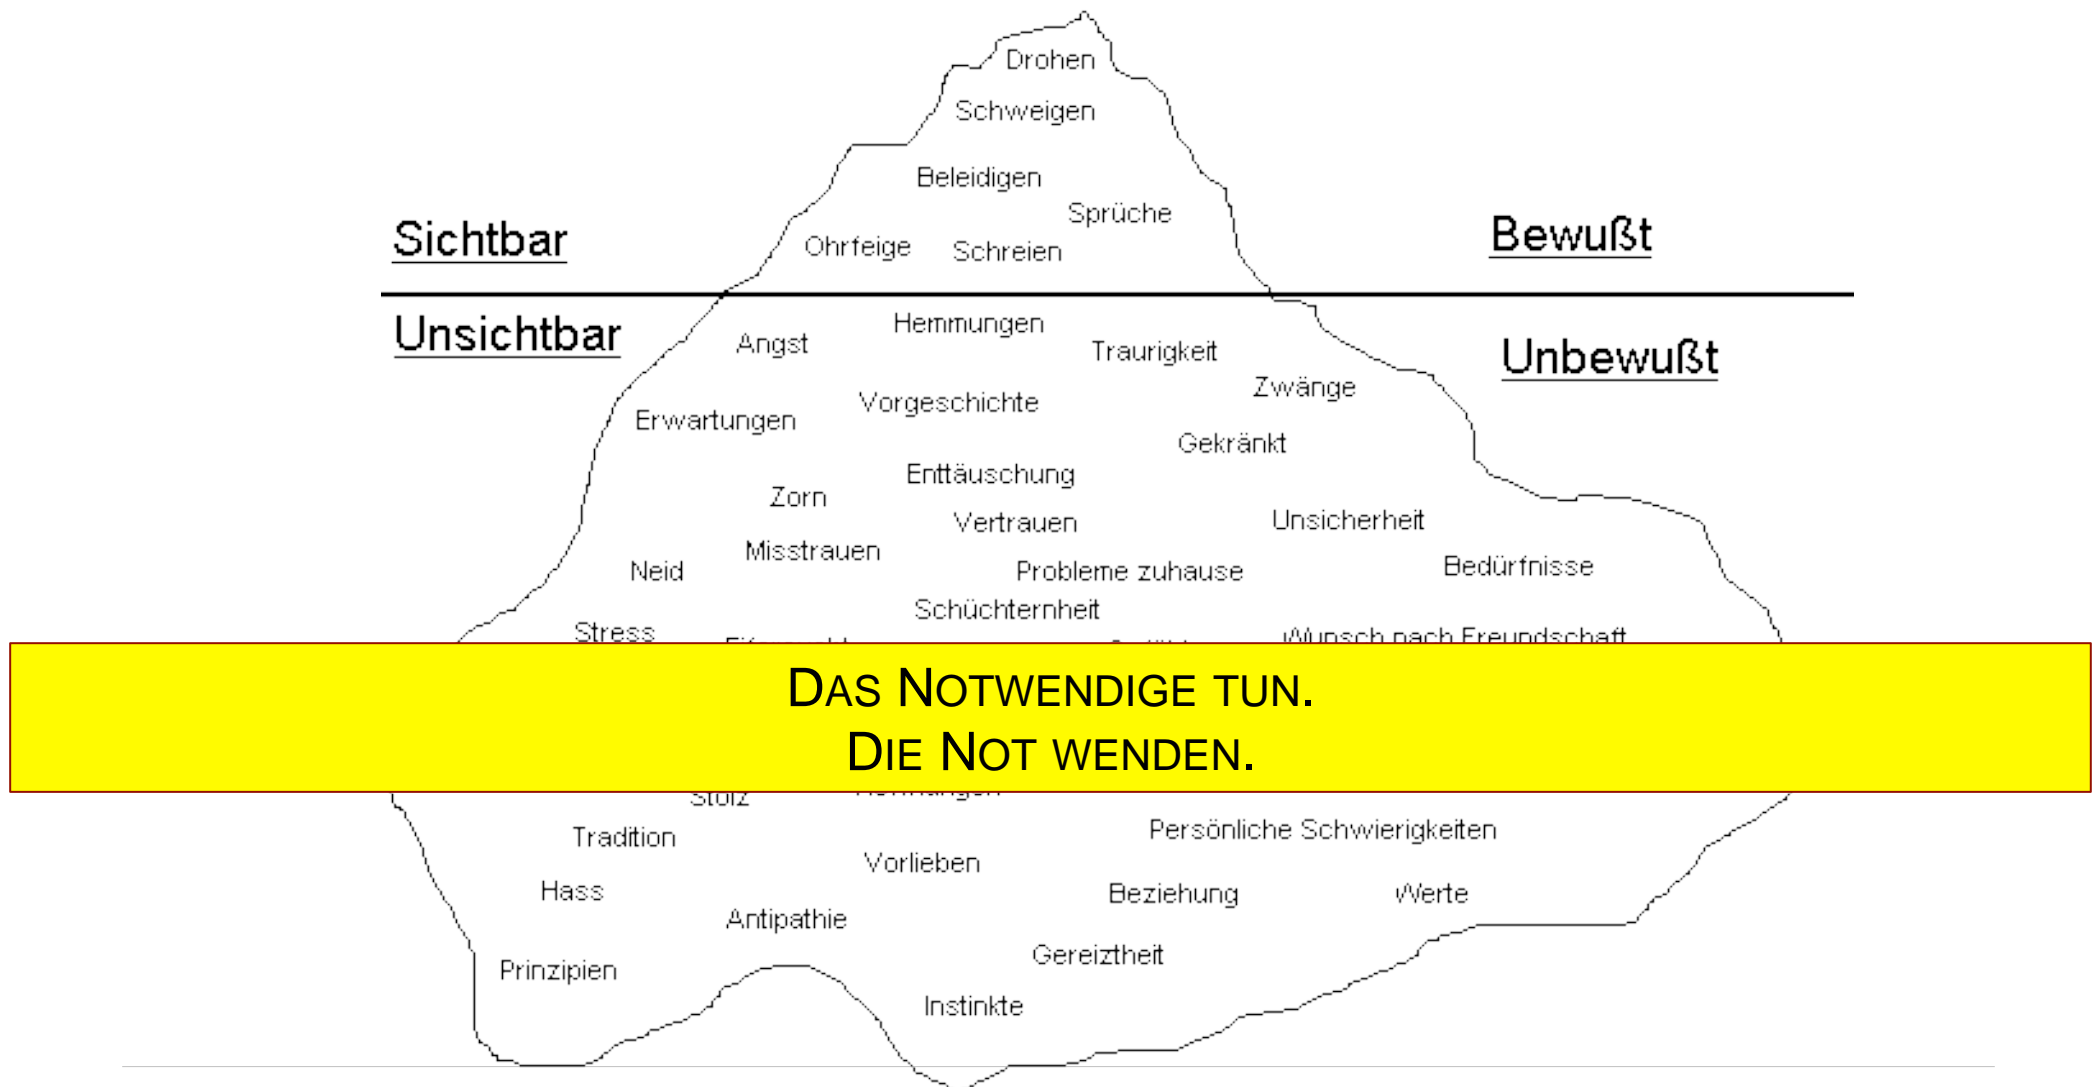 Drohen
Schweigen
Beleidigen
Sprüche
Sichtbar
Ohrfeige
Schreien
Bewußt
Unsichtbar
Angst
Hemmungen
Traurigkeit
Unbewußt
Zwänge
Erwartungen
Vorgeschichte
Gekränkt
Enttäuschung
Zorn
Vertrauen
Unsicherheit
Misstrauen
Neid
Probleme zuhause
Bedürfnisse
Schüchternheit
Stress
Wunsch nach Freundschaft
DAS NOTWENDIGE TUN.
DIE NOT WENDEN.
Stolz
Tradition
Persönliche Schwierigkeiten
Vorlieben
Hass
Beziehung
Werte
Antipathie
Gereiztheit
Prinzipien
Instinkte